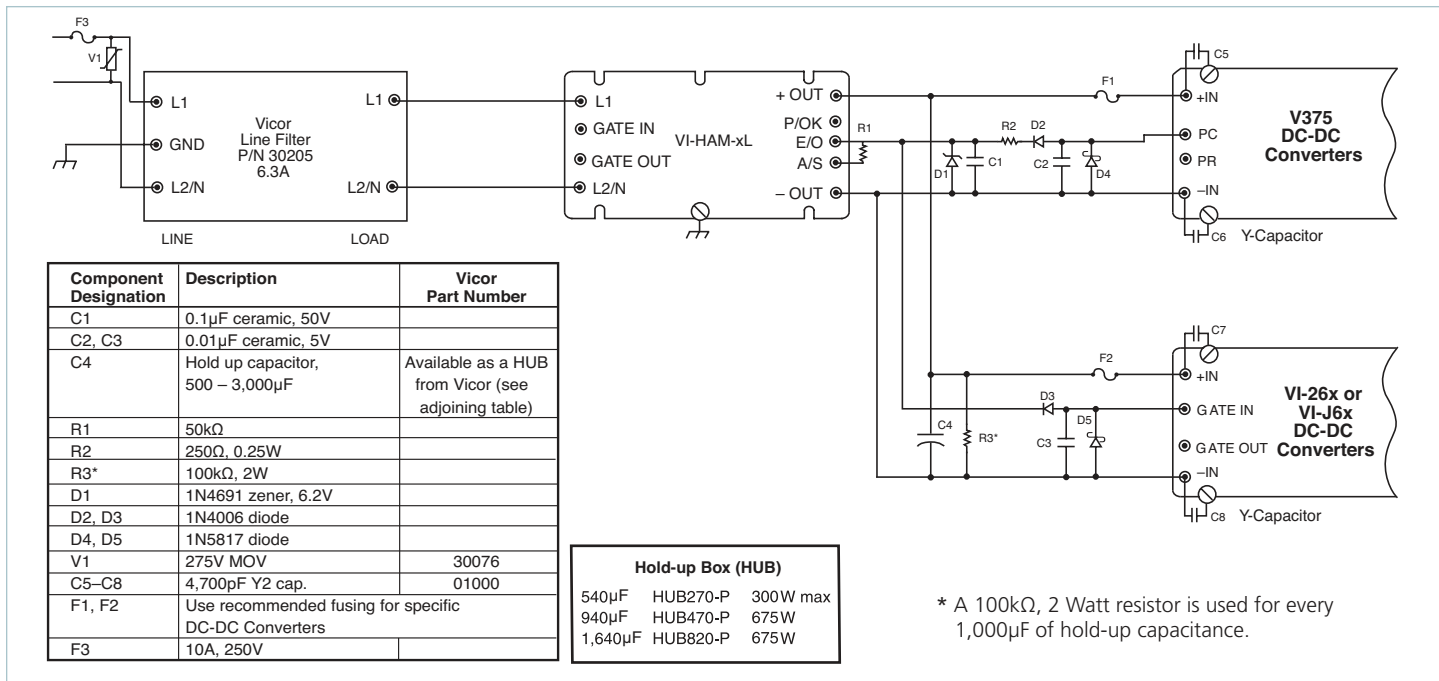 F3
V1
L1
GND
L2/N
Vicor
Line Filter
P/N 30205
6.3A
L1
L2/N
LINE
LOAD
L1
GATE IN
GATE OUT
L2/N
VI-HAM-xL
+ OUT
P/OK
E/O
A/S
– OUT
R1
D1
C1
R2
D2
C2
D4
F1
C5
+IN
PC
PR
–IN
V375
DC-DC
Converters
C6
Y-Capacitor
C7
F2
+IN
GATE IN
GATE OUT
–IN
VI-26x or
VI-J6x
DC-DC
Converters
D3
D5
C3
C4
R3*
C8
Y-Capacitor
Component Designation Description Vicor Part Number
C1 0.1µF ceramic, 50V
C2, C3 0.01µF ceramic, 5V
C4 Hold up capacitor, Available as a HUB
500 – 3,000µF from Vicor (see
adjoining table)
R1 50kΩ
R2 250Ω, 0.25W
R3* 100kΩ, 2W
D1 1N4691 zener, 6.2V
D2, D3 1N4006 diode
D4, D5 1N5817 diode
V1 275V MOV 30076
C5–C8 4,700pF Y2 cap. 01000
F1, F2 Use recommended fusing for specific
DC-DC Converters
F3 10A, 250V
Hold-up Box (HUB)
540µF HUB270-P 300W max
940µF HUB470-P 675W
1,640µF HUB820-P 675W
* A 100kΩ, 2 Watt resistor is used for every
1,000µF of hold-up capacitance.